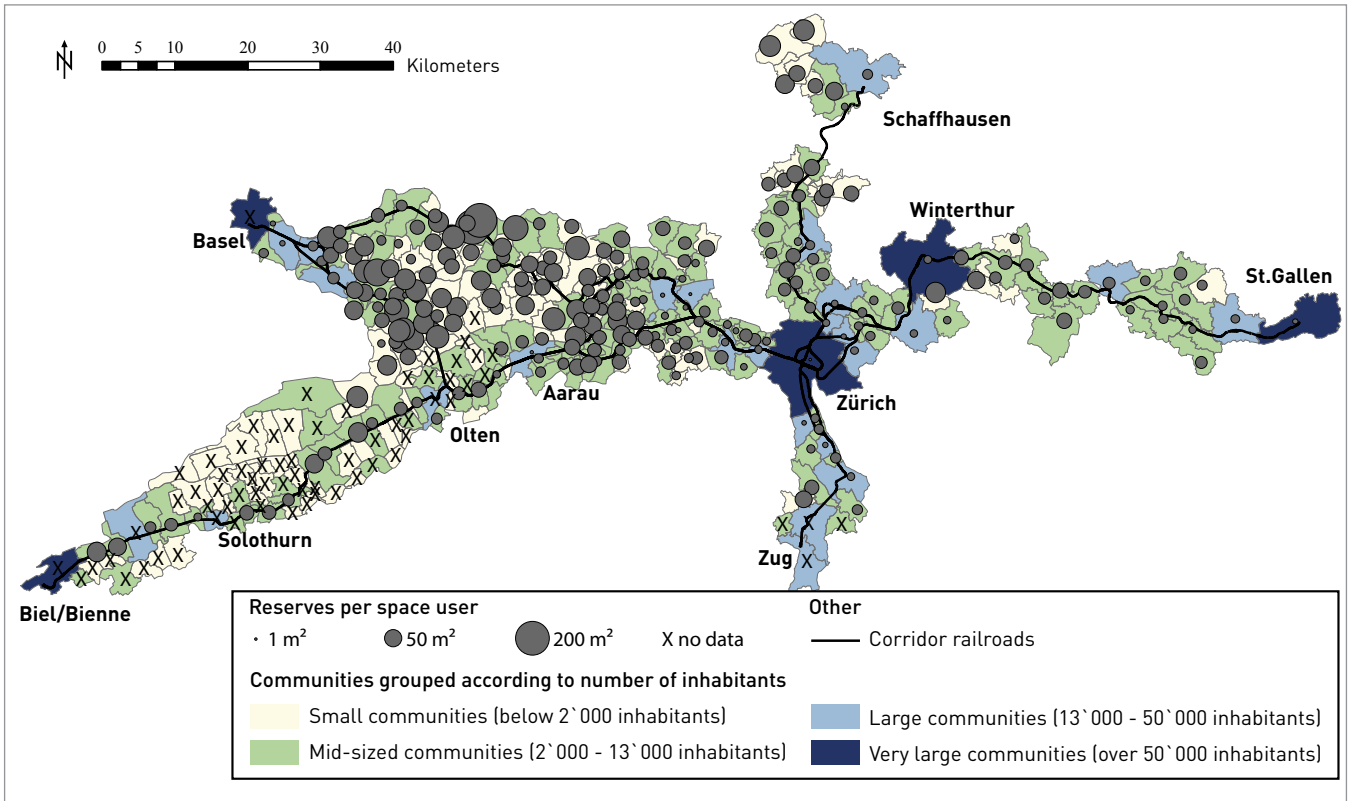 N
0 5 10 20 30 40
Kilometers
Schaffhausen
Winterthur
Basel
St.Gallen
Aarau
Zürich
Olten
Solothurn
Zug
Biel/Bienne
Reserves per space user
1 m²
50 m²
200 m²
X no data
Other
Corridor railroads
Communities grouped according to number of inhabitants
Small communities (below 2`000 inhabitants)
Large communities (13`000 - 50`000 inhabitants)
Mid-sized communities (2`000 - 13`000 inhabitants)
Very large communities (over 50`000 inhabitants)